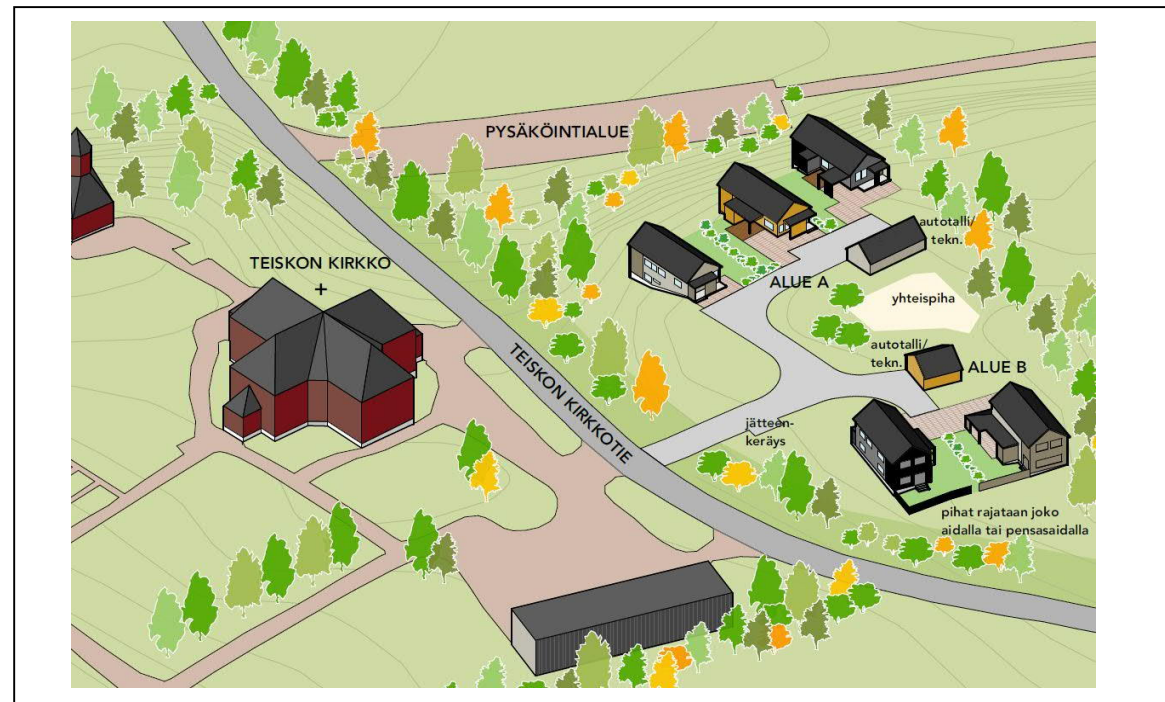 PYSÄKÖINTIALUE
TEISKON KIRKKO
+
TEISKON KIRKKOTIE
autotalli/
tekn.
ALUE A
yhteispiha
autotalli/
tekn.
ALUE B
jätteen-
keräys
pihat rajataan joko
aidalla tai pensasaidalla